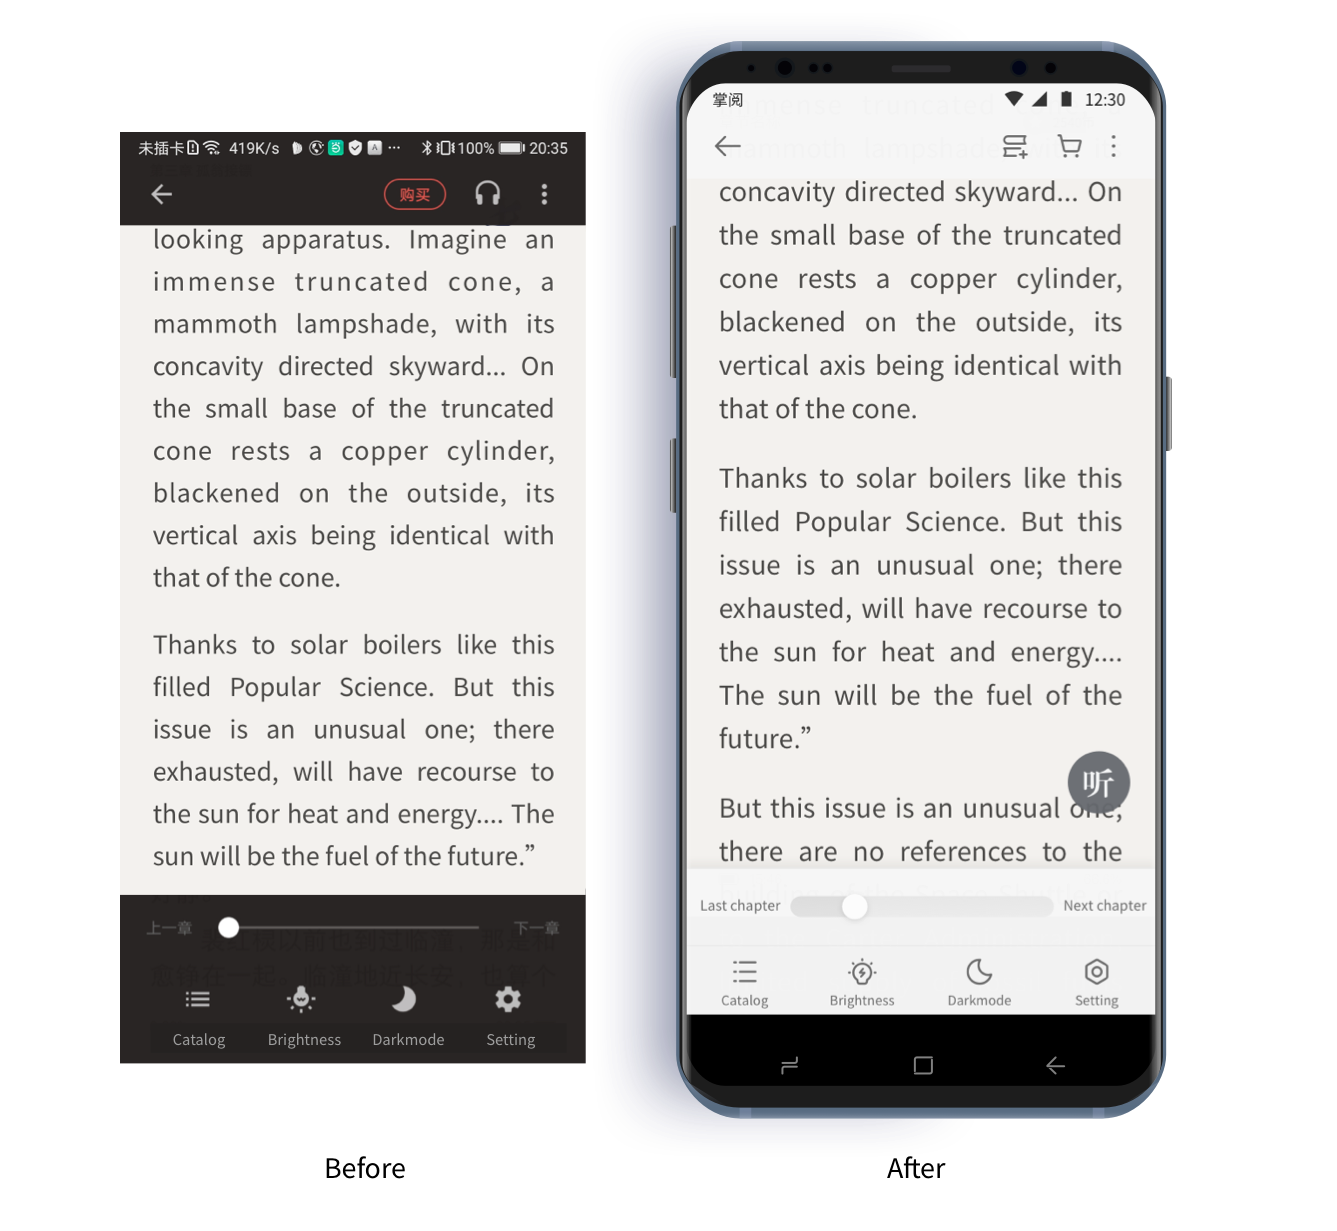 未插卡 419K/s A ··· 100% 20:35
购买
looking apparatus. Imagine an
immense truncated cone, a
mammoth lampshade, with its
concavity directed skyward... On
the small base of the truncated
cone rests a copper cylinder,
blackened on the outside, its
vertical axis being identical with
that of the cone.
Thanks to solar boilers like this
filled Popular Science. But this
issue is an unusual one; there
exhausted, will have recourse to
the sun for heat and energy.... The
sun will be the fuel of the future.”
上一章 下一章
Catalog Brightness Darkmode Setting
Before
掌阅 12:30
immense truncated
mammoth lampshade, with its
concavity directed skyward... On
the small base of the truncated
cone rests a copper cylinder,
blackened on the outside, its
vertical axis being identical with
that of the cone.
Thanks to solar boilers like this
filled Popular Science. But this
issue is an unusual one; there
exhausted, will have recourse to
the sun for heat and energy....
The sun will be the fuel of the
future.”
听
But this issue is an unusual one;
there are no references to the
Last chapter Next chapter
Catalog Brightness Darkmode Setting
After